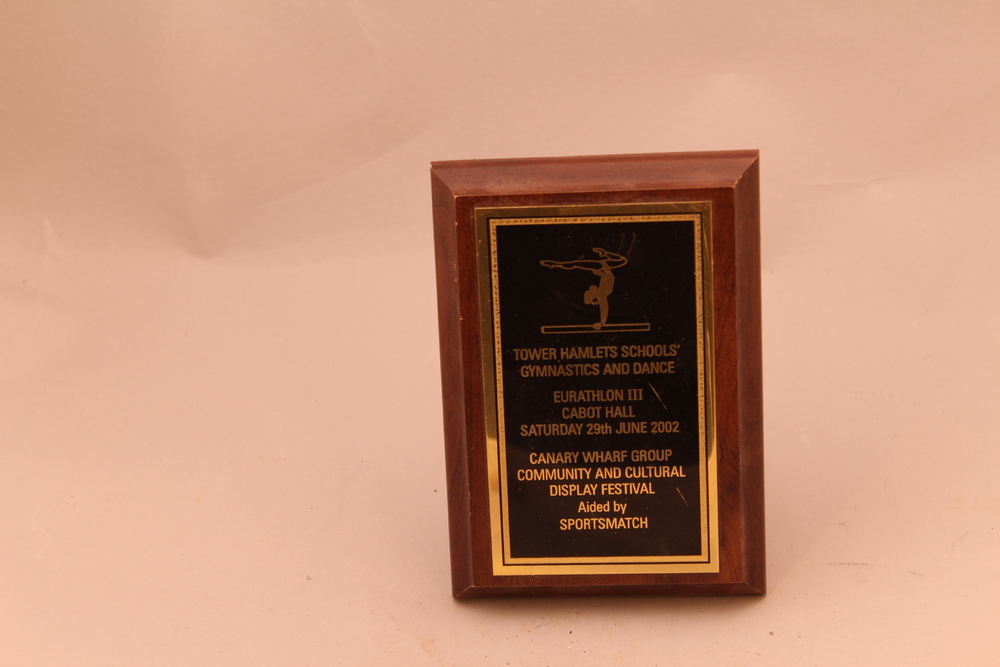 TOWER HAMLETS SCHOOLS'
GYMNASTICS AND DANCE
EURATHLON III
CABOT HALL
SATURDAY 29th JUNE 2002
CANARY WHARF GROUP
COMMUNITY AND CULTURAL
DISPLAY FESTIVAL
Aided by
SPORTSMATCH